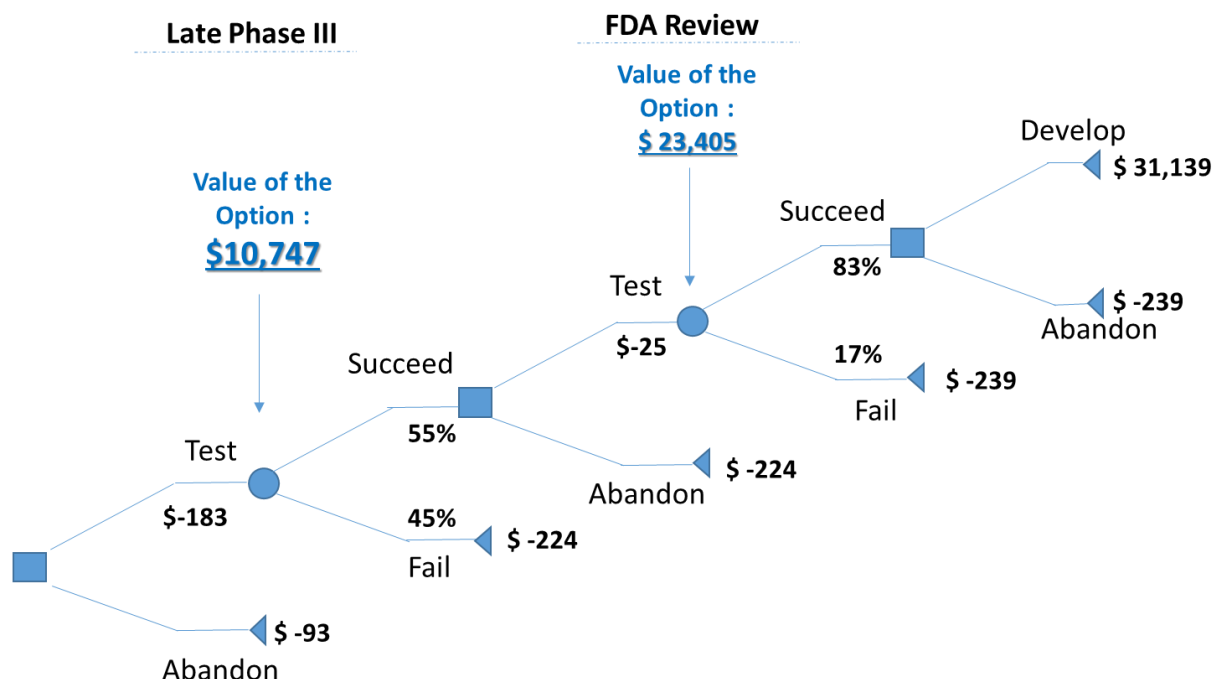 Late Phase III
FDA Review
Value of the
Option :
$ 23,405
Develop
$ 31,139
Value of the
Option :
$10,747
Succeed
83%
$ -239
Abandon
Test
$-25
17%
$ -239
Fail
Succeed
55%
$ -224
Abandon
Test
$-183
45%
$ -224
Fail
$ -93
Abandon